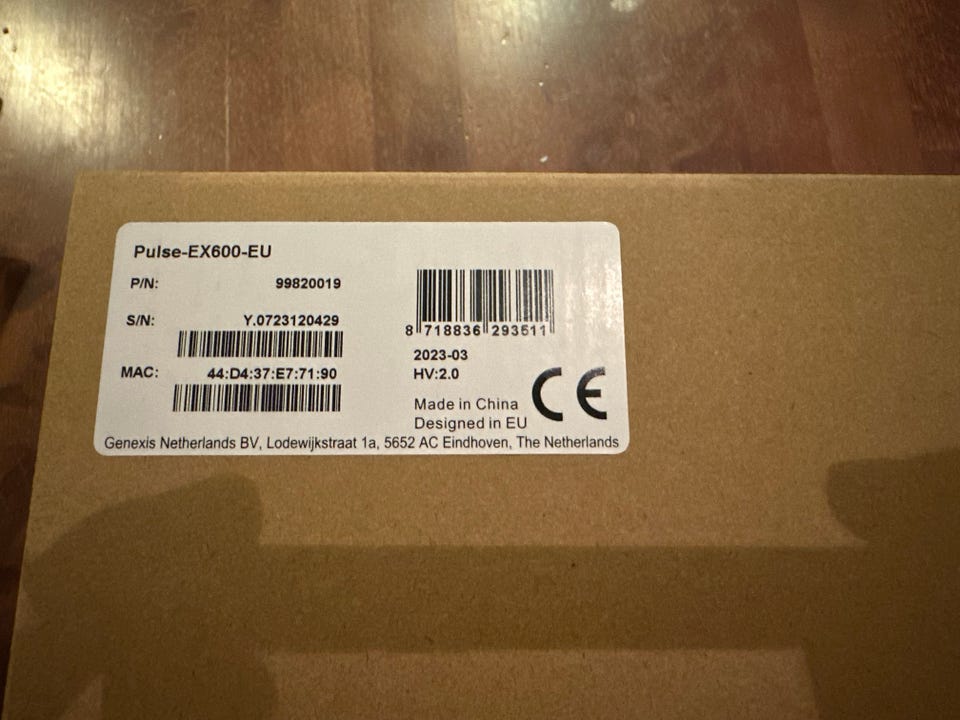 Pulse-EX600-EU
P/N: 99820019
S/N: Y.0723120429
MAC: 44:D4:37:E7:71:90
8 718836 293511
2023-03
HV:2.0
Made in China
Designed in EU
CE
Genexis Netherlands BV, Lodewijkstraat 1a, 5652 AC Eindhoven, The Netherlands